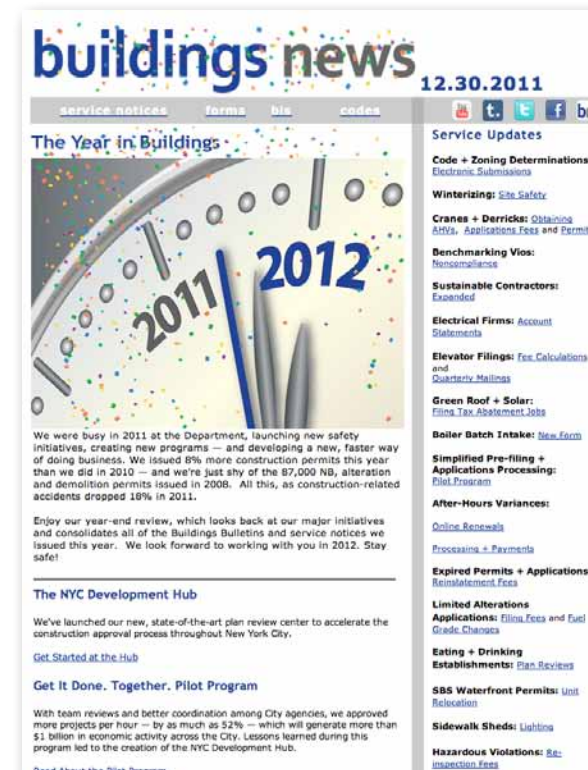 buildings news
12.30.2011
service notices forms bis codes
The Year in Buildings
2011
2012
We were busy in 2011 at the Department, launching new safety
initiatives, creating new programs — and developing a new, faster way
of doing business. We issued 8% more construction permits this year
than we did in 2010 — and we're just shy of the 87,000 NB, alteration
and demolition permits issued in 2008. All this, as construction-related
accidents dropped 18% in 2011.
Enjoy our year-end review, which looks back at our major initiatives
and consolidates all of the Buildings Bulletins and service notices we
issued this year. We look forward to working with you in 2012. Stay
safe!
The NYC Development Hub
We've launched our new, state-of-the-art plan review center to accelerate the
construction approval process throughout New York City.
Get Started at the Hub
Get It Done. Together. Pilot Program
With team reviews and better coordination among City agencies, we approved
more projects per hour — by as much as 52% — which will generate more than
$1 billion in economic activity across the City. Lessons learned during this
program led to the creation of the NYC Development Hub.
Read About the Pilot Program
You Tube t. t f
Service Updates
Code + Zoning Determinations
Electronic Submissions
Winterizing: Site Safety
Cranes + Derricks: Obtaining
AHVs, Applications Fees and Permit
Benchmarking Vios:
Noncompliance
Sustainable Contractors:
Expanded
Electrical Firms: Account
Statements
Elevator Filings: Fee Calculations
and
Quarterly Mailings
Green Roof + Solar:
Filing Tax Abatement Jobs
Boiler Batch Intake: New Form
Simplified Pre-filing +
Applications Processing:
Pilot Program
After-Hours Variances:
Online Renewals
Processing + Payments
Expired Permits + Applications
Reinstatement Fees
Limited Alterations
Applications: Filing Fees and Fuel
Grade Changes
Eating + Drinking
Establishments: Plan Reviews
SBS Waterfront Permits: Unit
Relocation
Sidewalk Sheds: Lighting
Hazardous Violations: Re-
inspection Fees